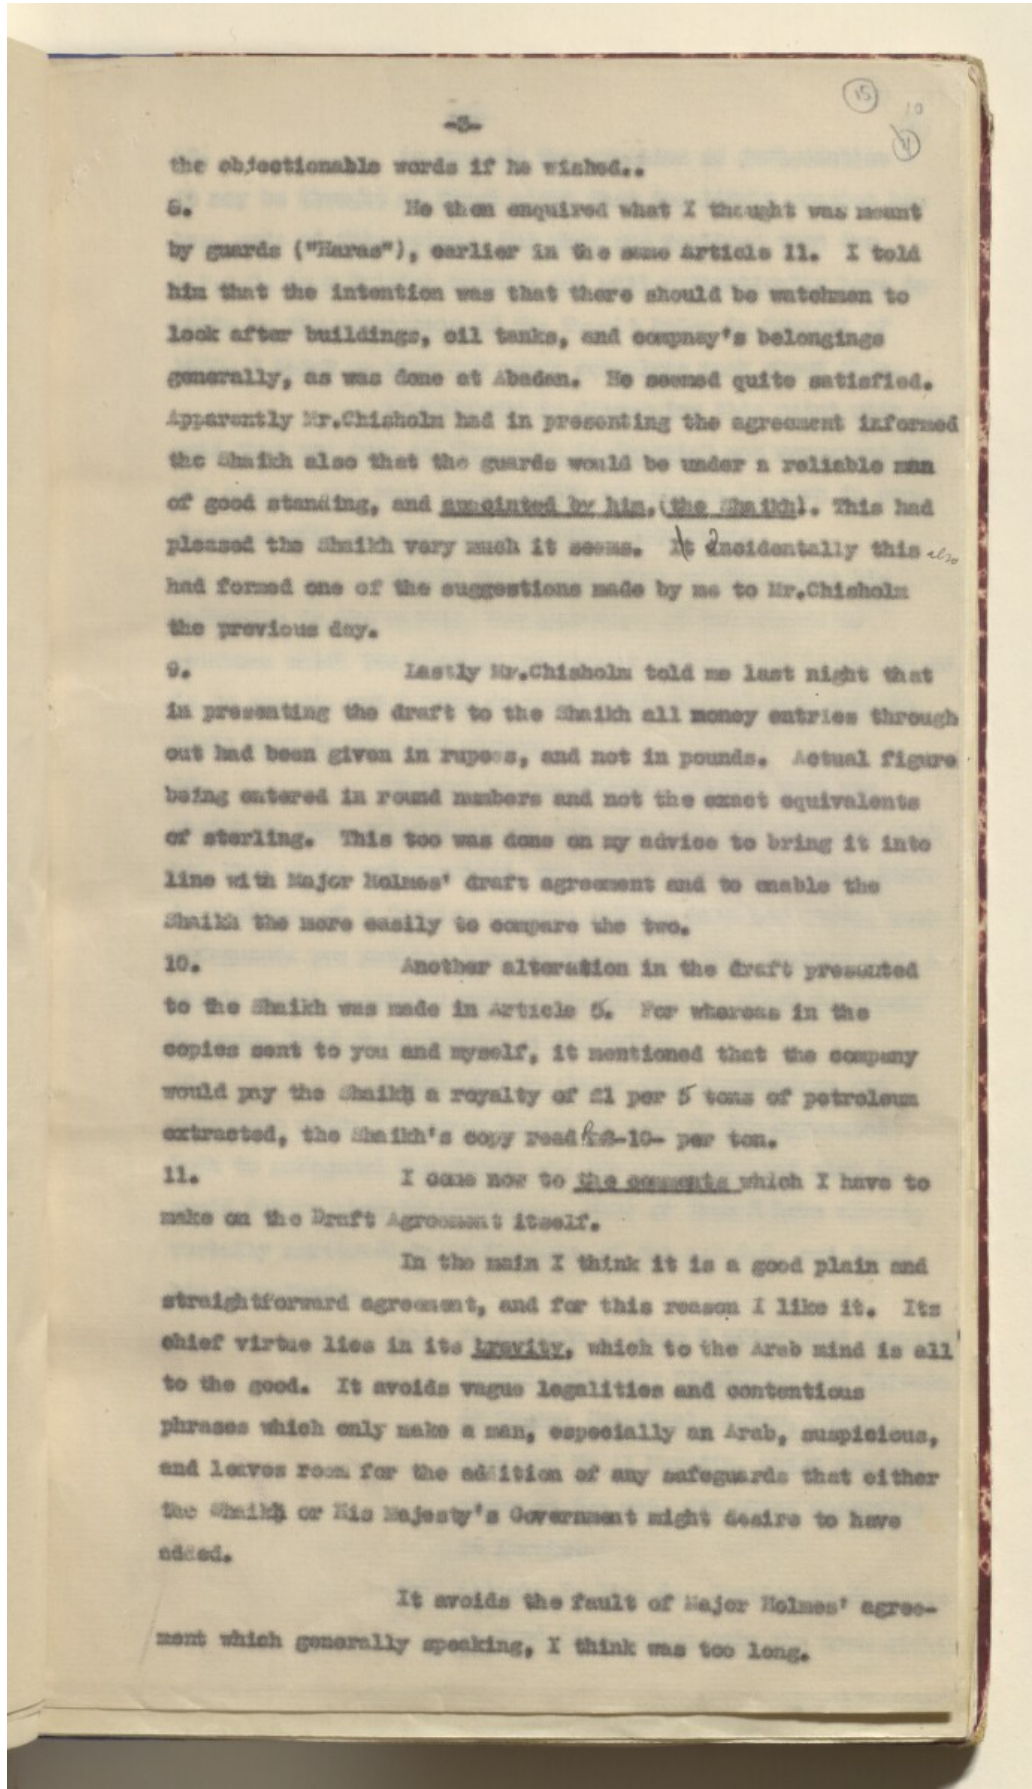 15
10
11
-3-
the objectionable words if he wished..
8. He then enquired what I thought was meant
by guards ("Haras"), earlier in the same Article 11. I told
him that the intention was that there should be watchmen to
look after buildings, oil tanks, and compnay's belongings
generally, as was done at Abadan. He seemed quite satisfied.
Apparently Mr.Chisholm had in presenting the agreement informed
the Shaikh also that the guards would be under a reliable man
of good standing, and appointed by him, (the Shaikh). This had
pleased the Shaikh very much it seems. Incidentally this also
had formed one of the suggestions made by me to Mr.Chisholm
the previous day.
9. Lastly Mr.Chisholm told me last night that
in presenting the draft to the Shaikh all money entries through
out had been given in rupees, and not in pounds. Actual figure
being entered in round numbers and not the exact equivalents
of sterling. This too was done on my advice to bring it into
line with Major Holmes' draft agreement and to enable the
Shaikh the more easily to compare the two.
10. Another alteration in the draft presented
to the Shaikh was made in Article 5. For whereas in the
copies sent to you and myself, it mentioned that the company
would pay the Shaikh a royalty of £1 per 5 tons of petroleum
extracted, the Shaikh's copy read -10- per ton.
11. I come now to the comments which I have to
make on the Draft Agreement itself.
In the main I think it is a good plain and
straightforward agreement, and for this reason I like it. Its
chief virtue lies in its brevity, which to the Arab mind is all
to the good. It avoids vague legalities and contentious
phrases which only make a man, especially an Arab, suspicious,
and leaves room for the addition of any safeguards that either
the Shaikh or His Majesty's Government might desire to have
added.
It avoids the fault of Major Holmes' agree-
ment which generally speaking, I think was too long.